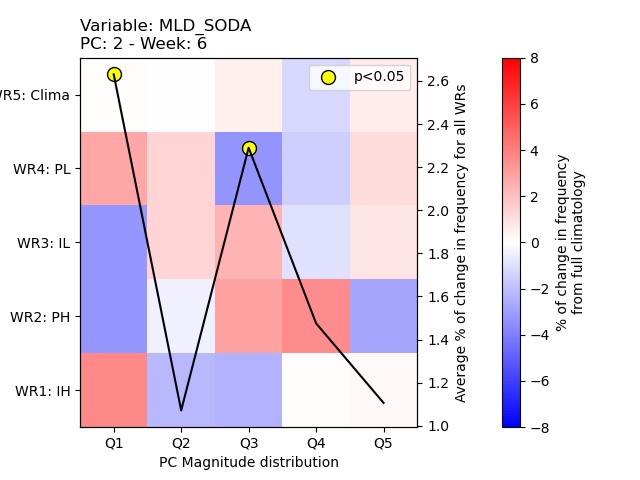 Variable: MLD_SODA
PC: 2 - Week: 6
p<0.05
WR5: Clima
WR4: PL
WR3: IL
WR2: PH
WR1: IH
Q1 Q2 Q3 Q4 Q5
PC Magnitude distribution
2.6
2.4
2.2
2.0
1.8
1.6
1.4
1.2
1.0
Average % of change in frequency for all WRs
8
6
4
2
0
−2
−4
−6
−8
% of change in frequency
from full climatology